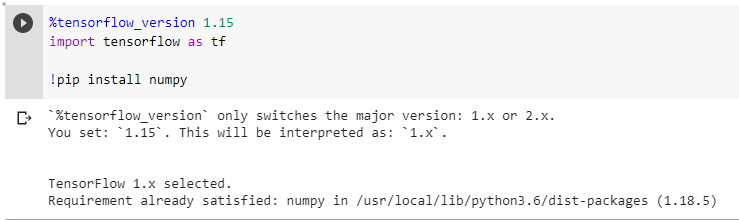 %tensorflow_version 1.15
import tensorflow as tf
!pip install numpy
`%tensorflow_version` only switches the major version: 1.x or 2.x.
You set: `1.15`. This will be interpreted as: `1.x`.
TensorFlow 1.x selected.
Requirement already satisfied: numpy in /usr/local/lib/python3.6/dist-packages (1.18.5)